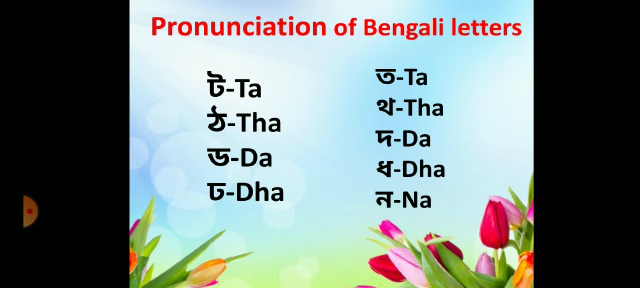 Pronunciation of Bengali letters
ট-Ta
ঠ-Tha
ড-Da
ঢ-Dha
ত-Ta
থ-Tha
দ-Da
ধ-Dha
ন-Na